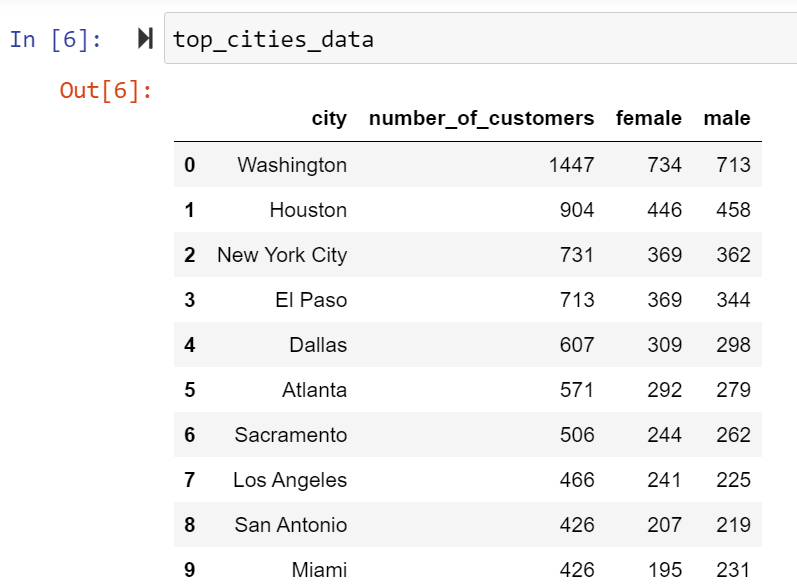 In [6]: top_cities_data
Out[6]:
city number_of_customers female male
0 Washington 1447 734 713
1 Houston 904 446 458
2 New York City 731 369 362
3 El Paso 713 369 344
4 Dallas 607 309 298
5 Atlanta 571 292 279
6 Sacramento 506 244 262
7 Los Angeles 466 241 225
8 San Antonio 426 207 219
9 Miami 426 195 231